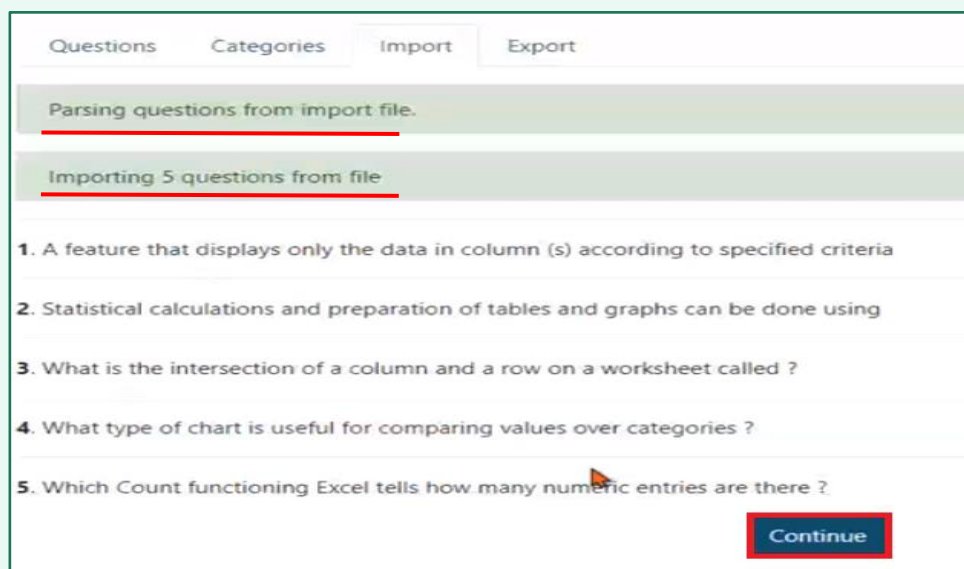 Questions Categories Import Export
Parsing questions from import file.
Importing 5 questions from file
1. A feature that displays only the data in column (s) according to specified criteria
2. Statistical calculations and preparation of tables and graphs can be done using
3. What is the intersection of a column and a row on a worksheet called ?
4. What type of chart is useful for comparing values over categories ?
5. Which Count functioning Excel tells how many numeric entries are there ?
Continue